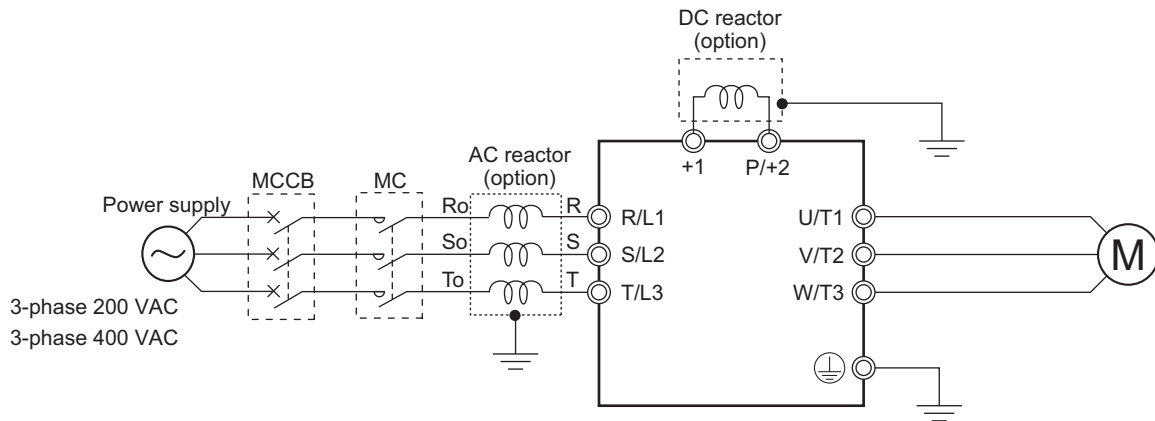 DC reactor
(option)
+1
P/+2
AC reactor
(option)
MCCB
MC
Power supply
Ro
R
R/L1
U/T1
So
S
S/L2
V/T2
M
To
T
T/L3
W/T3
3-phase 200 VAC
3-phase 400 VAC